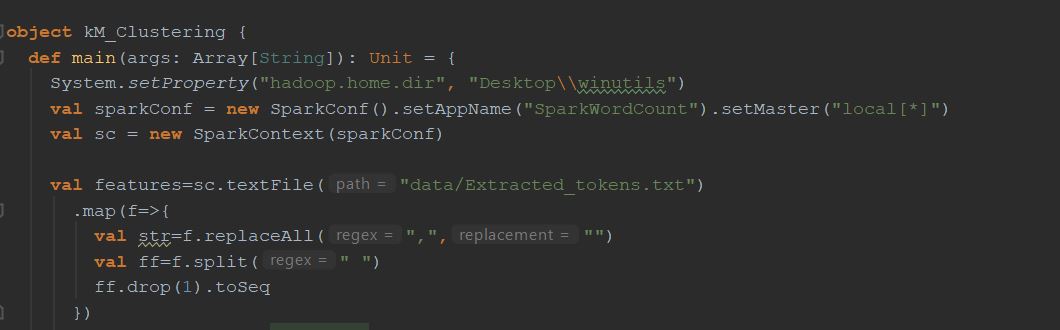 object kM_Clustering {
def main(args: Array[String]): Unit = {
System.setProperty("hadoop.home.dir", "Desktop\\winutils")
val sparkConf = new SparkConf().setAppName("SparkWordCount").setMaster("local[*]")
val sc = new SparkContext(sparkConf)
val features=sc.textFile( path = "data/Extracted_tokens.txt")
.map(f=>{
val str=f.replaceAll( regex = ",", replacement = "")
val ff=f.split( regex = " ")
ff.drop(1).toSeq
})